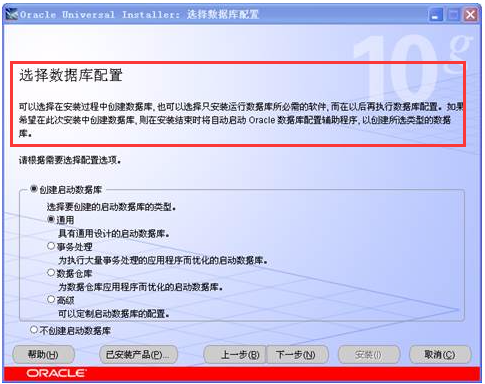 Oracle Universal Installer: 选择数据库配置
10g
选择数据库配置
可以选择在安装过程中创建数据库, 也可以选择只安装运行数据库所必需的软件, 而在以后再执行数据库配置。如果
希望在此次安装中创建数据库, 则在安装结束时将自动启动 Oracle 数据库配置辅助程序, 以创建所选类型的数据
库。
请根据需要选择配置选项。
创建启动数据库
选择要创建的启动数据库的类型。
通用
具有通用设计的启动数据库。
事务处理
为执行大量事务处理的应用程序而优化的启动数据库。
数据仓库
为数据仓库应用程序而优化的启动数据库。
高级
可以定制启动数据库的配置。
不创建启动数据库
帮助(H) 已安装产品(P)... 上一步(B) 下一步(N) 安装(I) 取消(C)
ORACLE